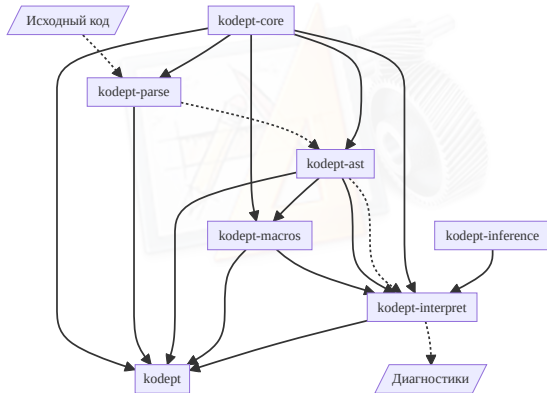 Исходный код
kodept-core
kodept-parse
kodept-ast
kodept-macros
kodept-inference
kodept-interpret
kodept
Диагностики